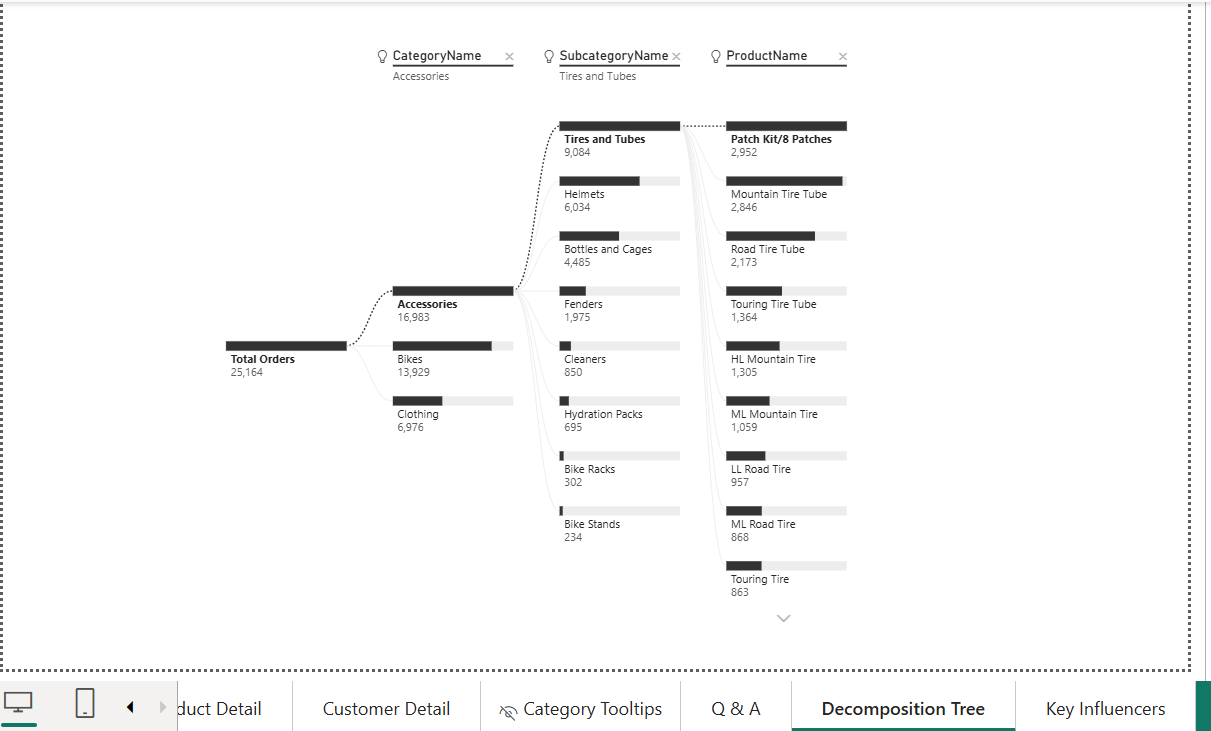 CategoryName
Accessories
SubcategoryName
Tires and Tubes
ProductName
Total Orders
25,164
Accessories
16,983
Bikes
13,929
Clothing
6,976
Tires and Tubes
9,084
Helmets
6,034
Bottles and Cages
4,485
Fenders
1,975
Cleaners
850
Hydration Packs
695
Bike Racks
302
Bike Stands
234
Patch Kit/8 Patches
2,952
Mountain Tire Tube
2,846
Road Tire Tube
2,173
Touring Tire Tube
1,364
HL Mountain Tire
1,305
ML Mountain Tire
1,059
LL Road Tire
957
ML Road Tire
868
Touring Tire
863
duct Detail
Customer Detail
Category Tooltips
Q & A
Decomposition Tree
Key Influencers